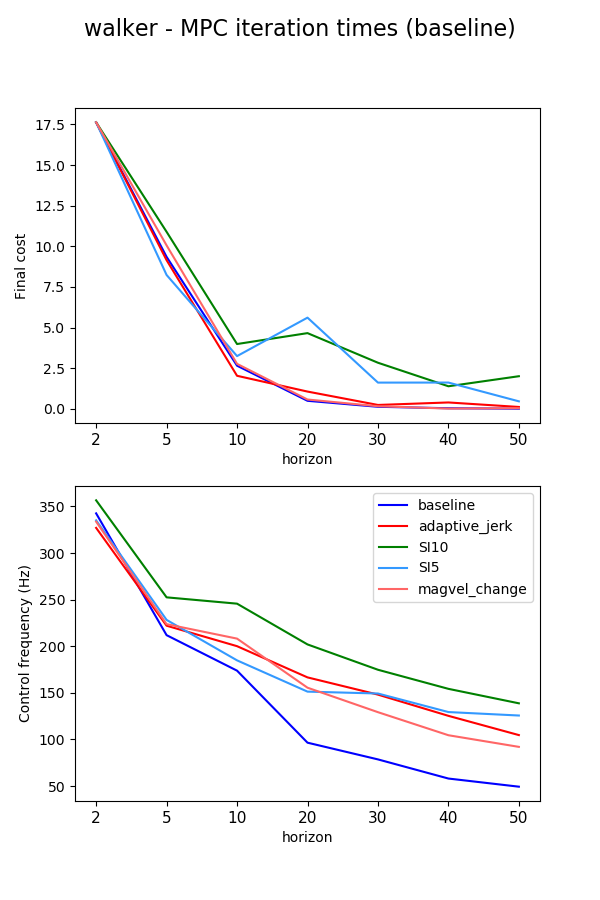 walker - MPC iteration times (baseline)
17.5
15.0
12.5
10.0
7.5
5.0
2.5
0.0
Final cost
2 5 10 20 30 40 50
horizon
350
300
250
200
150
100
50
Control frequency (Hz)
baseline
adaptive_jerk
SI10
SI5
magvel_change
2 5 10 20 30 40 50
horizon